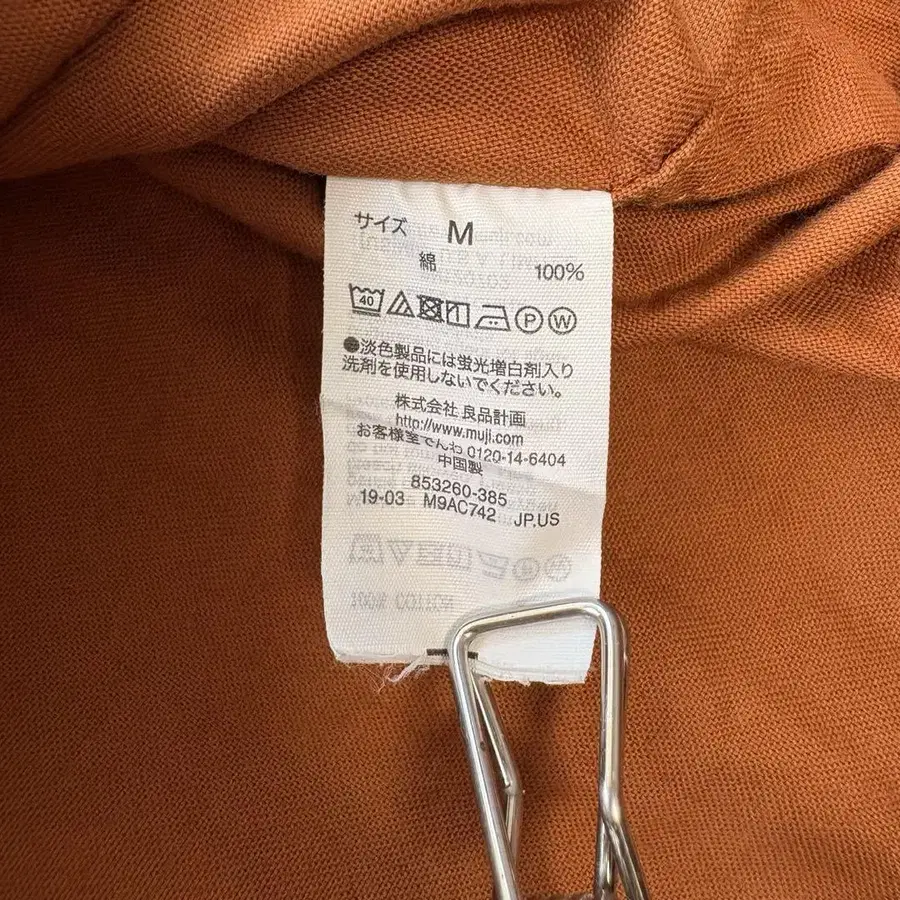 サイズ M
綿 100%
40 P W
●淡色製品には蛍光増白剤入り
洗剤を使用しないでください。
株式会社 良品計画
http://www.muji.com
お客様室でんわ 0120-14-6404
中国製
853260-385
19-03 M9AC742 JP,US
100% COTTON